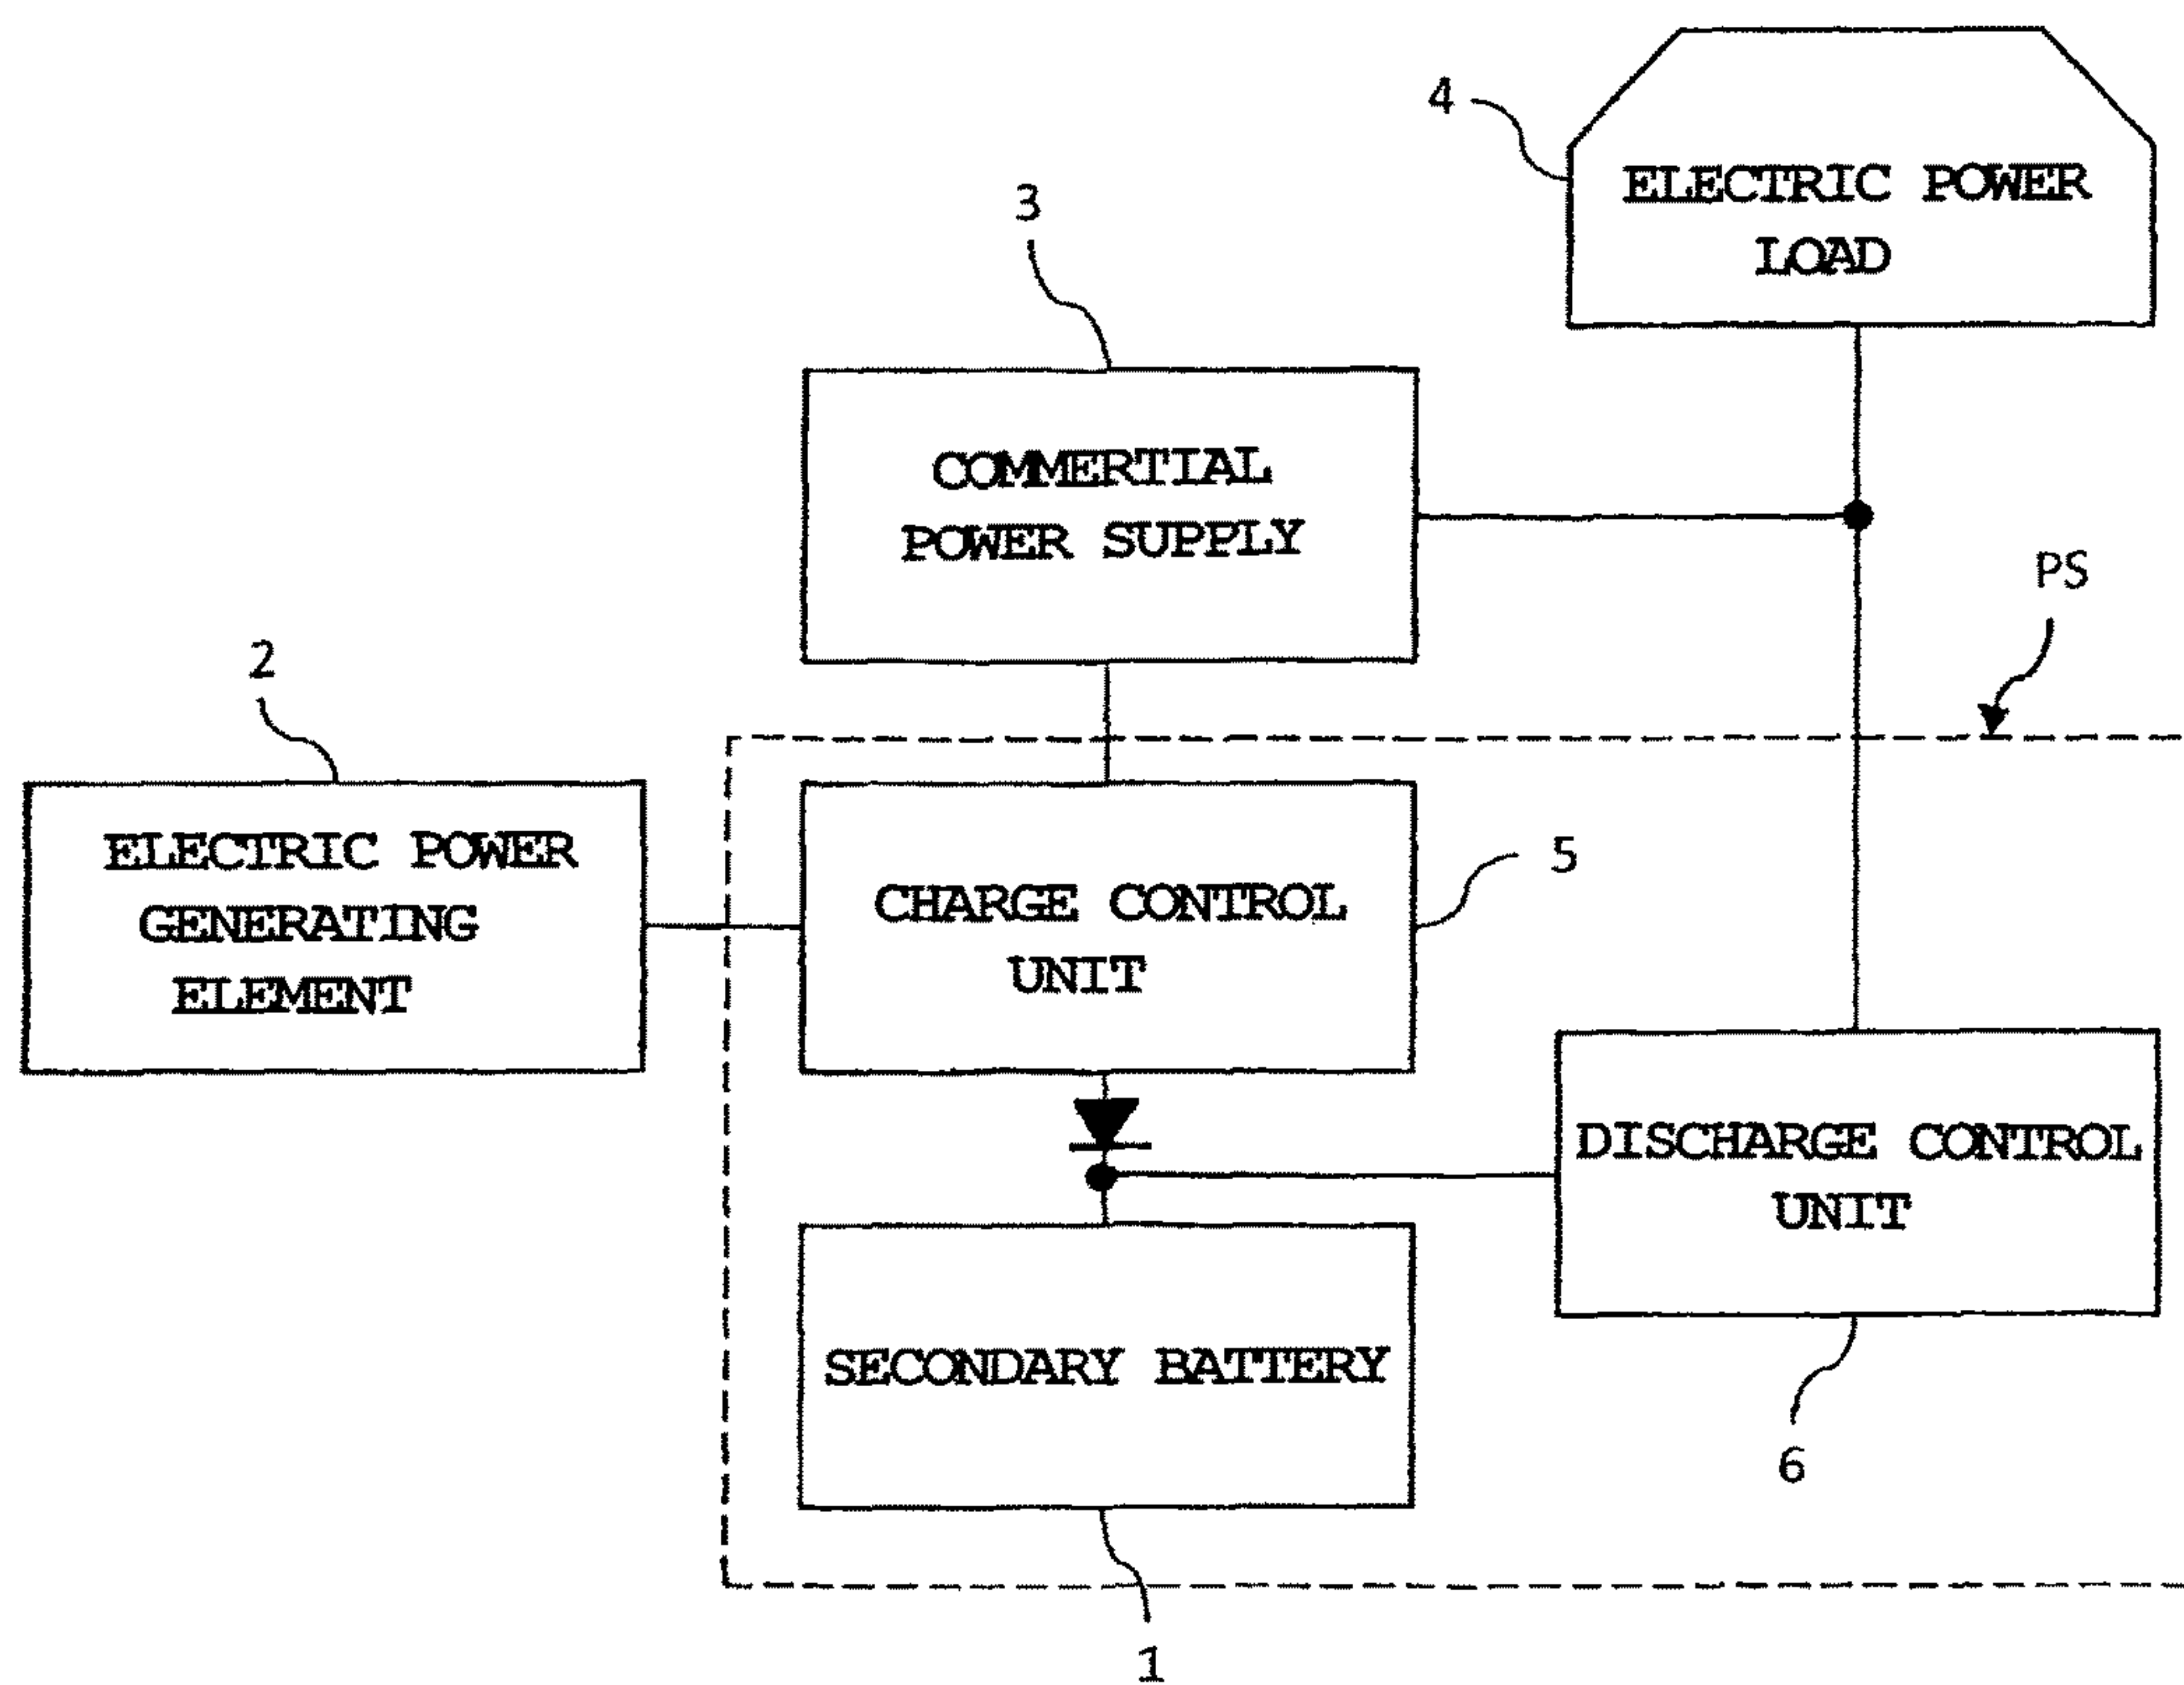 4
ELECTRIC POWER
LOAD
3
COMMERTIAL
POWER SUPPLY
PS
2
ELECTRIC POWER
GENERATING
ELEMENT
CHARGE CONTROL
UNIT
5
DISCHARGE CONTROL
UNIT
SECONDARY BATTERY
6
1